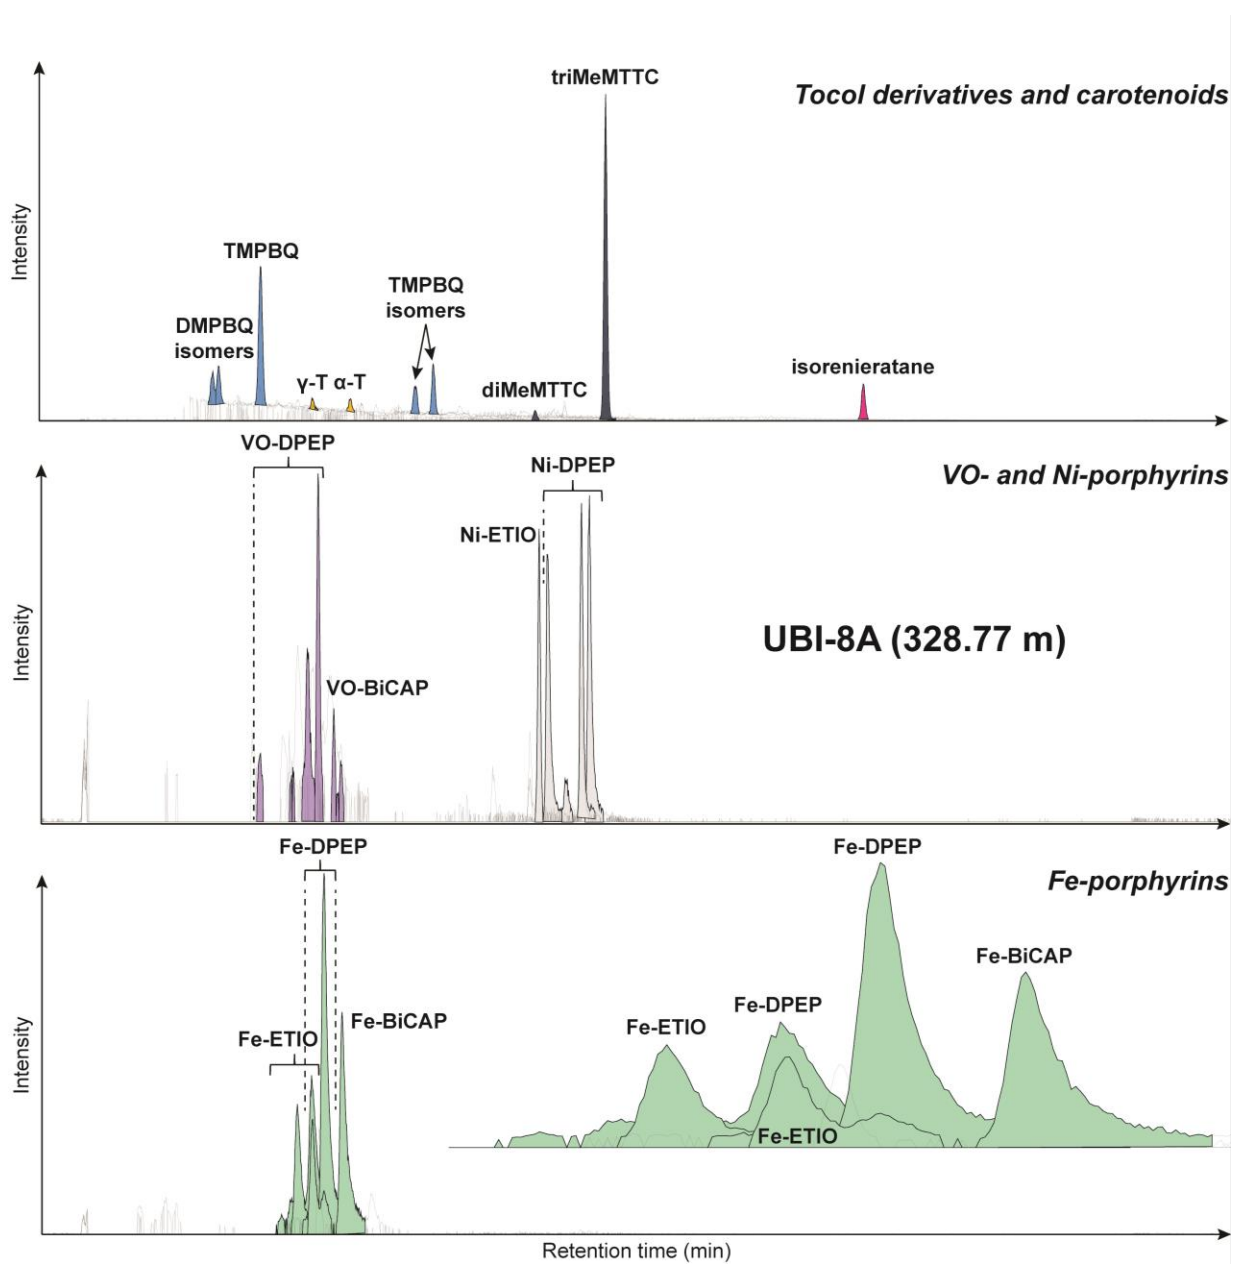 triMeMTTC
Tocol derivatives and carotenoids
Intensity
TMPBQ
TMPBQ
isomers
DMPBQ
isomers
γ-T α-T
diMeMTTC
isorenieratane
VO-DPEP
Ni-DPEP
VO- and Ni-porphyrins
Ni-ETIO
Intensity
UBI-8A (328.77 m)
VO-BiCAP
Fe-DPEP
Fe-DPEP
Fe-porphyrins
Fe-BiCAP
Fe-DPEP
Fe-ETIO
Fe-BiCAP
Fe-ETIO
Intensity
Fe-ETIO
Retention time (min)